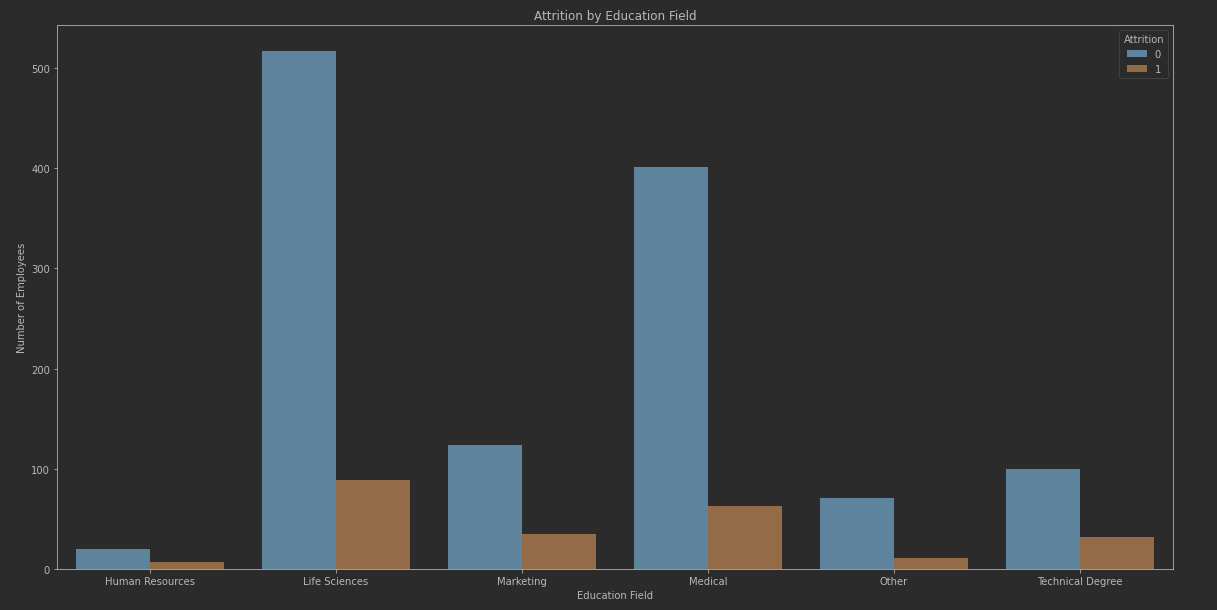 Attrition by Education Field
Attrition
0
1
500
400
300
200
100
0
Number of Employees
Human Resources
Life Sciences
Marketing
Medical
Other
Technical Degree
Education Field